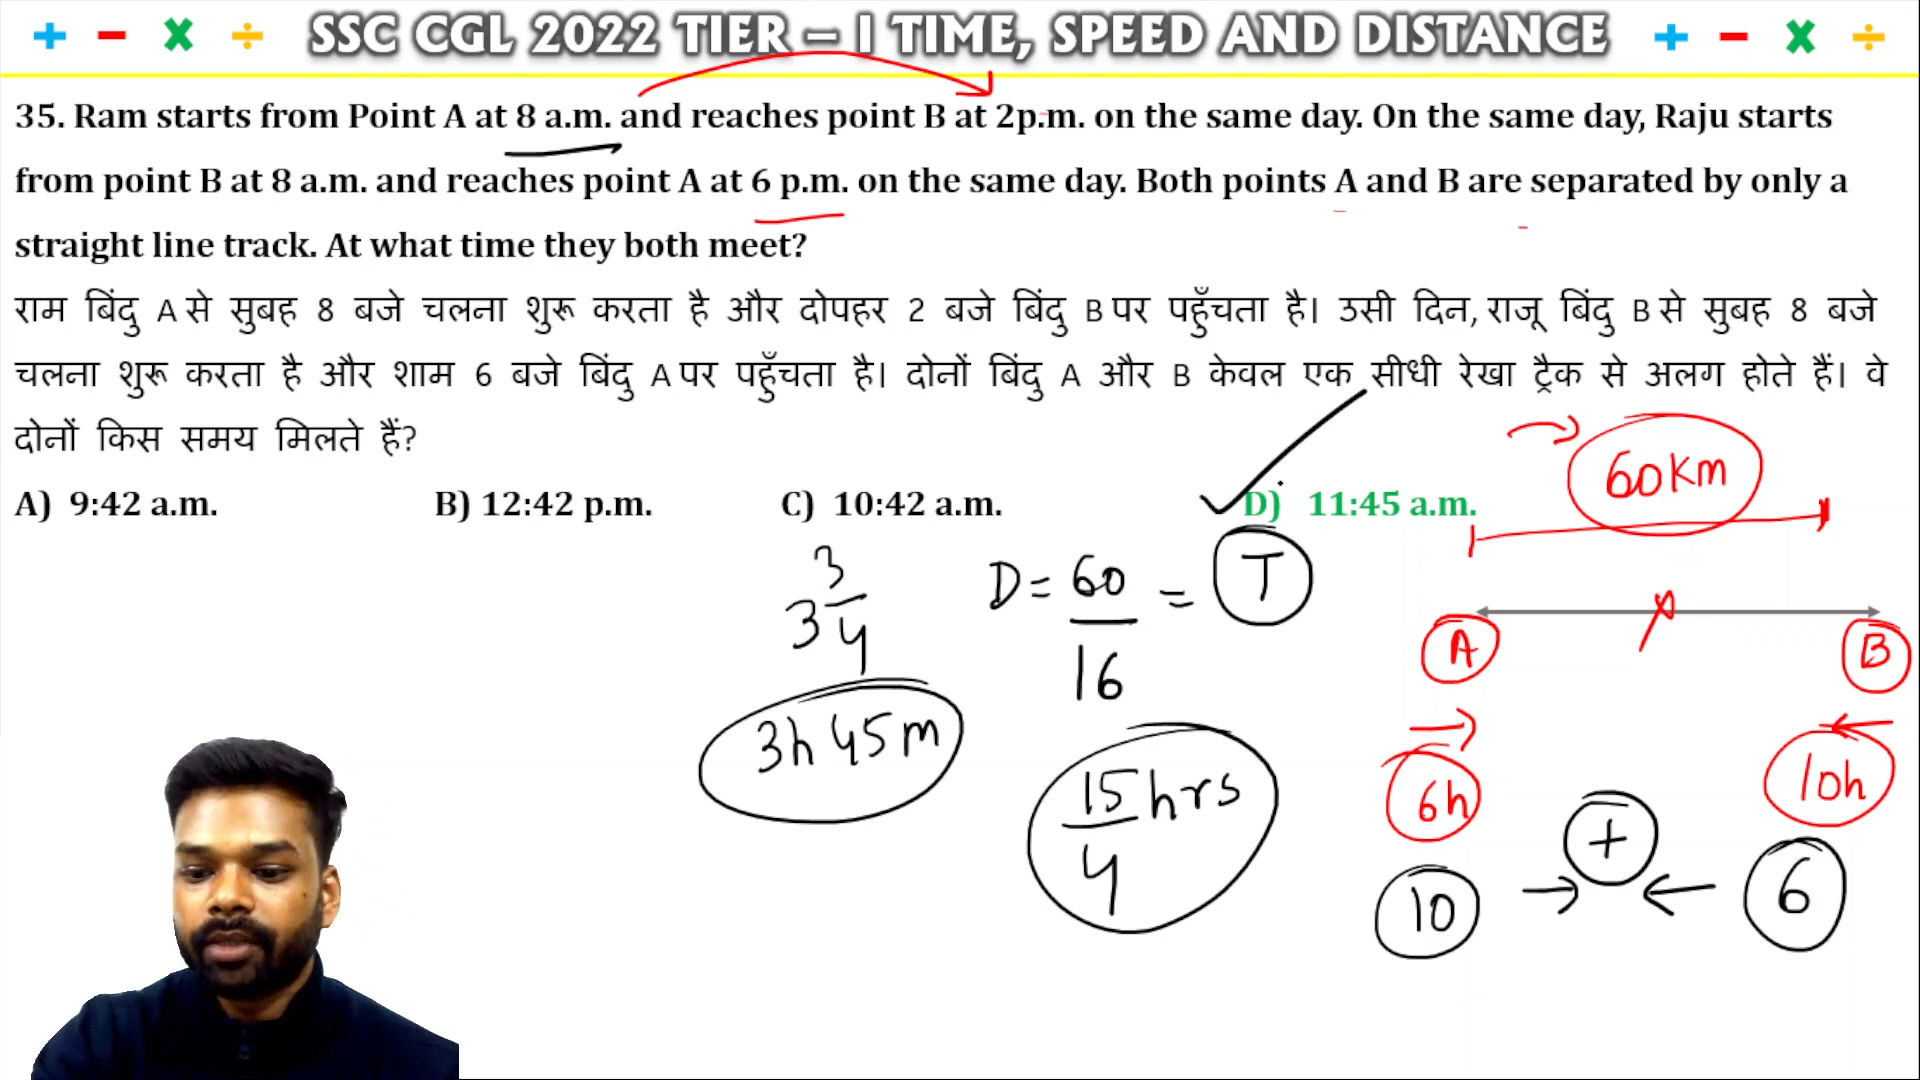 + − × ÷ SSC CGL 2022 TIER – I TIME, SPEED AND DISTANCE + − × ÷
35. Ram starts from Point A at 8 a.m. and reaches point B at 2p.m. on the same day. On the same day, Raju starts
from point B at 8 a.m. and reaches point A at 6 p.m. on the same day. Both points A and B are separated by only a
straight line track. At what time they both meet?
राम बिंदु A से सुबह 8 बजे चलना शुरू करता है और दोपहर 2 बजे बिंदु B पर पहुँचता है। उसी दिन, राजू बिंदु B से सुबह 8 बजे
चलना शुरू करता है और शाम 6 बजे बिंदु A पर पहुँचता है। दोनों बिंदु A और B केवल एक सीधी रेखा ट्रैक से अलग होते हैं। वे
दोनों किस समय मिलते हैं?
A) 9:42 a.m. B) 12:42 p.m. C) 10:42 a.m. D) 11:45 a.m.
60Km
3 3/4
D = 60/16 = T
A B
3h 45m
15/4 hrs
6h 10h
10 + 6